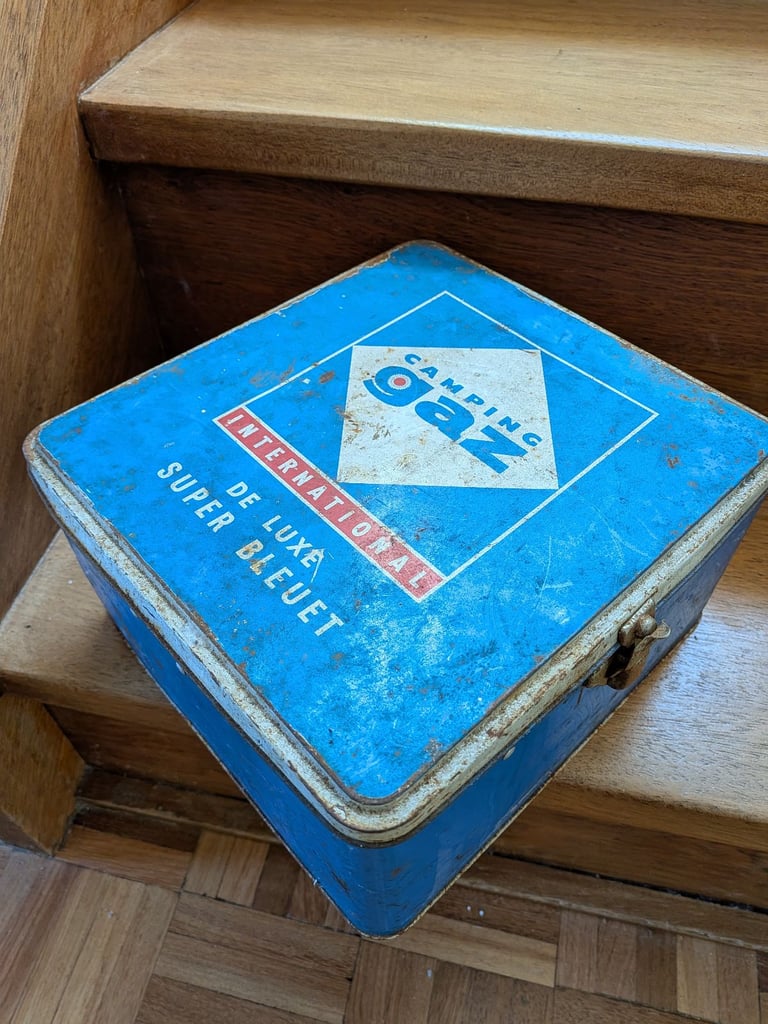 CAMPING
gaz
INTERNATIONAL
DE LUXE
SUPER BLEUET